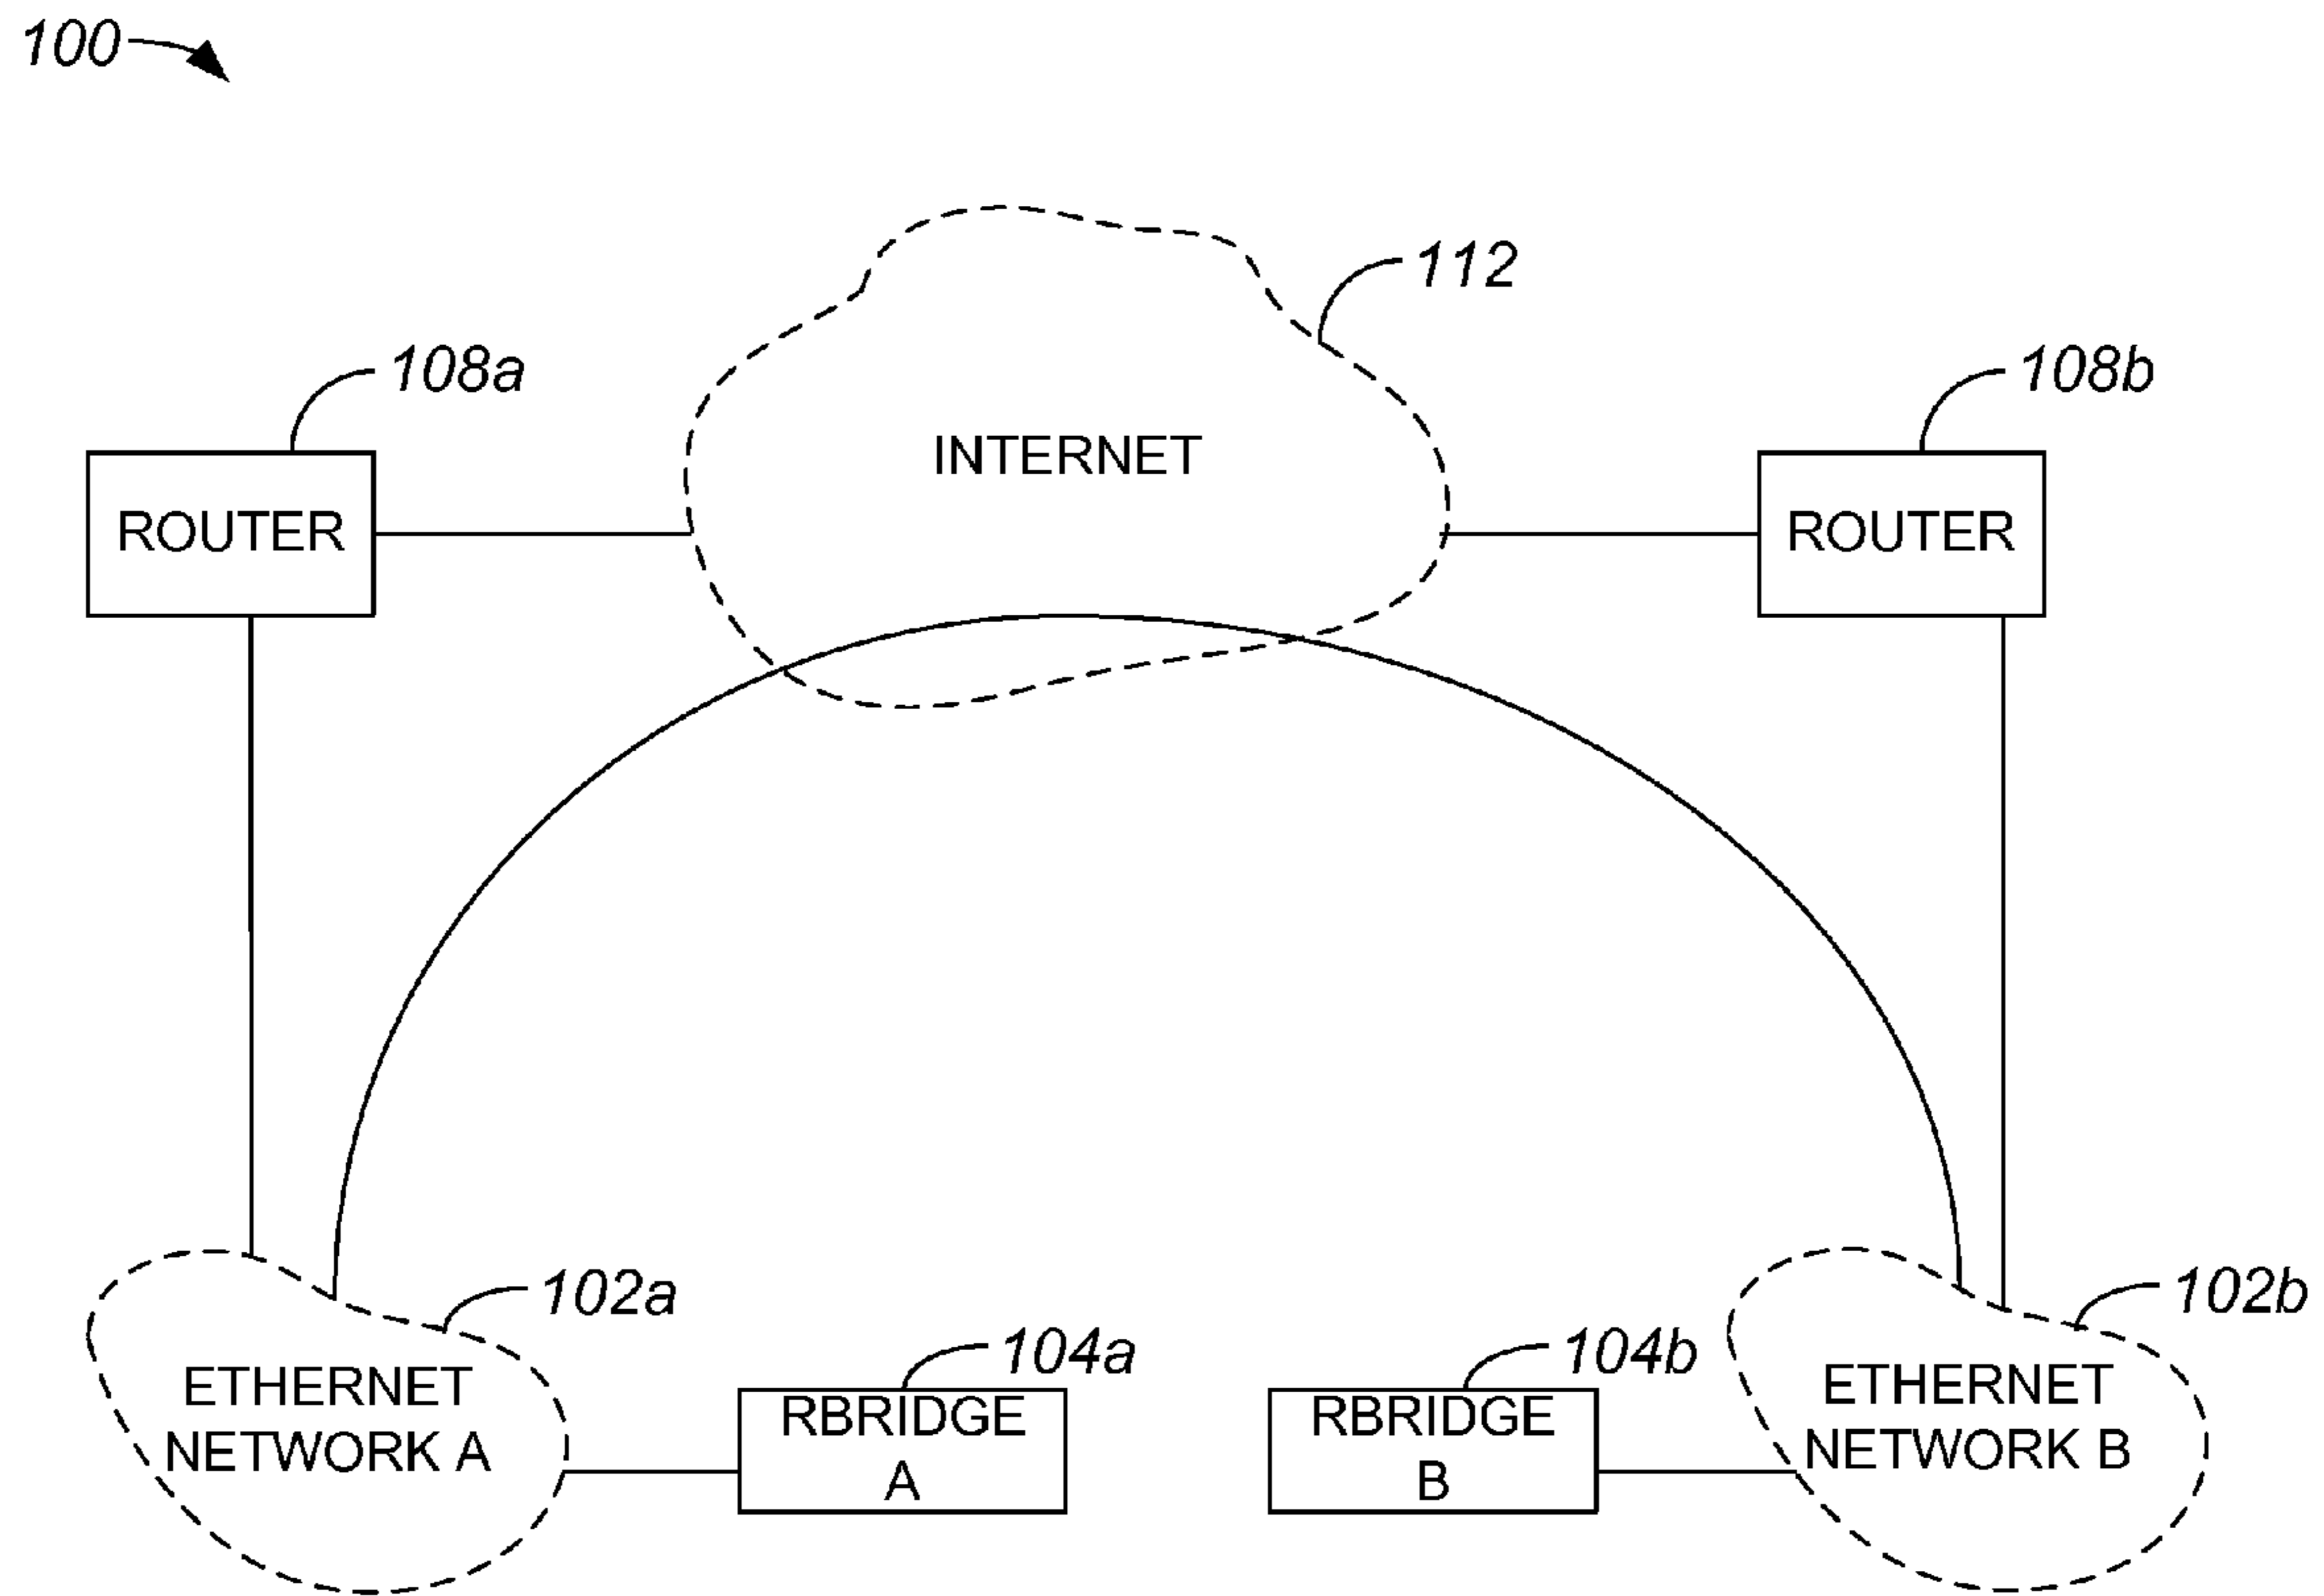 100
112
108a
108b
INTERNET
ROUTER
ROUTER
102a
102b
104a
104b
ETHERNET
NETWORK A
RBRIDGE
A
RBRIDGE
B
ETHERNET
NETWORK B